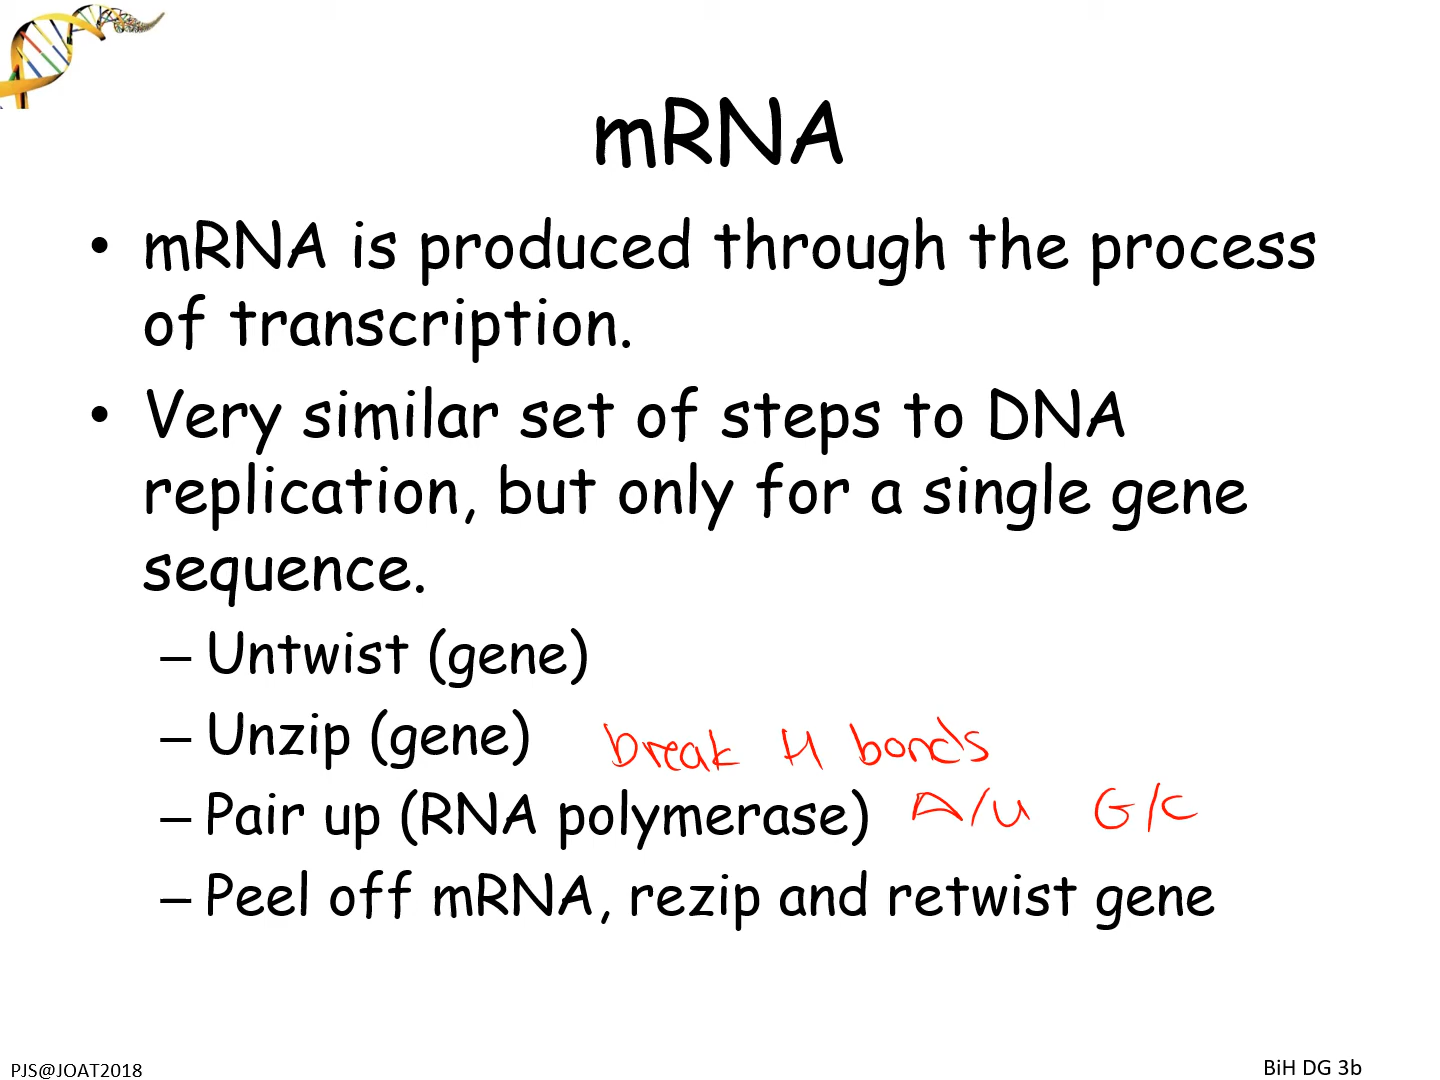 mRNA
• mRNA is produced through the process
of transcription.
• Very similar set of steps to DNA
replication, but only for a single gene
sequence.
– Untwist (gene)
– Unzip (gene) break H bonds
– Pair up (RNA polymerase) A/U G/C
– Peel off mRNA, rezip and retwist gene
PJS@JOAT2018
BiH DG 3b